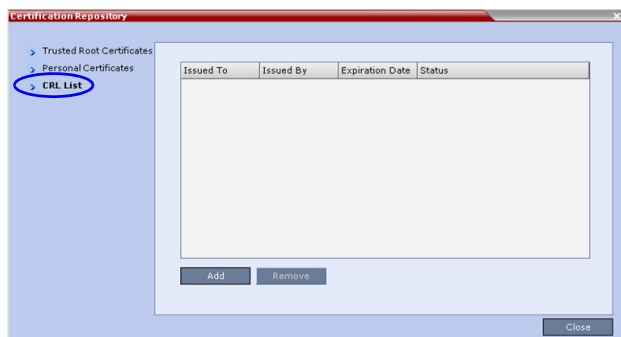 Certification Repository X
Trusted Root Certificates
Personal Certificates
CRL List
Issued To Issued By Expiration Date Status
Add Remove
Close